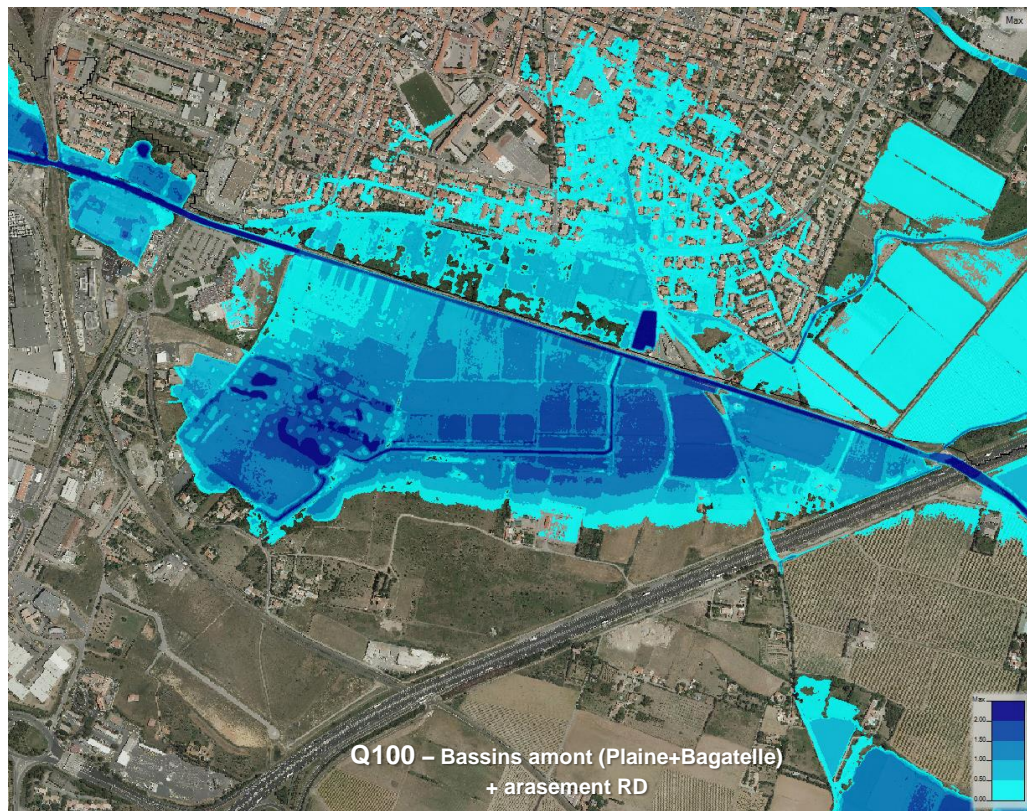 Max
Q100 – Bassins amont (Plaine+Bagatelle)
+ arasement RD
Max
2.00
1.50
1.00
0.50
0.00